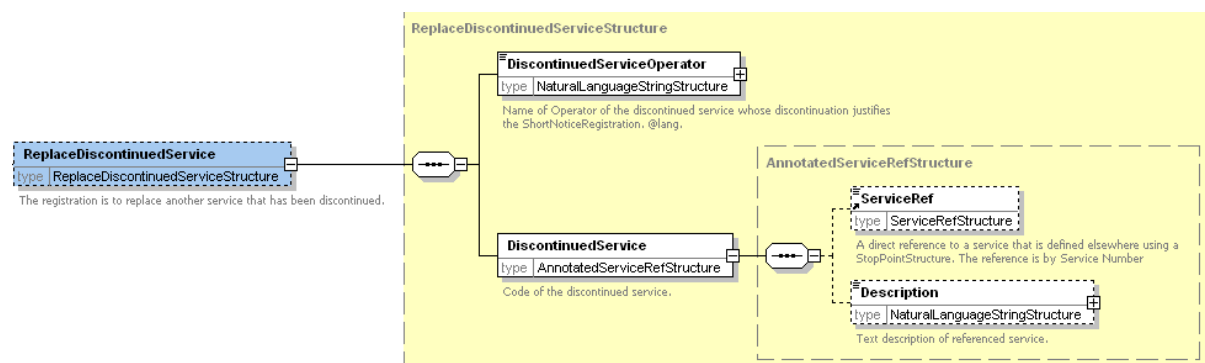 ReplaceDiscontinuedServiceStructure
DiscontinuedServiceOperator
type NaturalLanguageStringStructure
Name of Operator of the discontinued service whose discontinuation justifies
the ShortNoticeRegistration. @lang.
ReplaceDiscontinuedService
type ReplaceDiscontinuedServiceStructure
The registration is to replace another service that has been discontinued.
AnnotatedServiceRefStructure
ServiceRef
type ServiceRefStructure
A direct reference to a service that is defined elsewhere using a
StopPointStructure. The reference is by Service Number
DiscontinuedService
type AnnotatedServiceRefStructure
Code of the discontinued service.
Description
type NaturalLanguageStringStructure
Text description of referenced service.